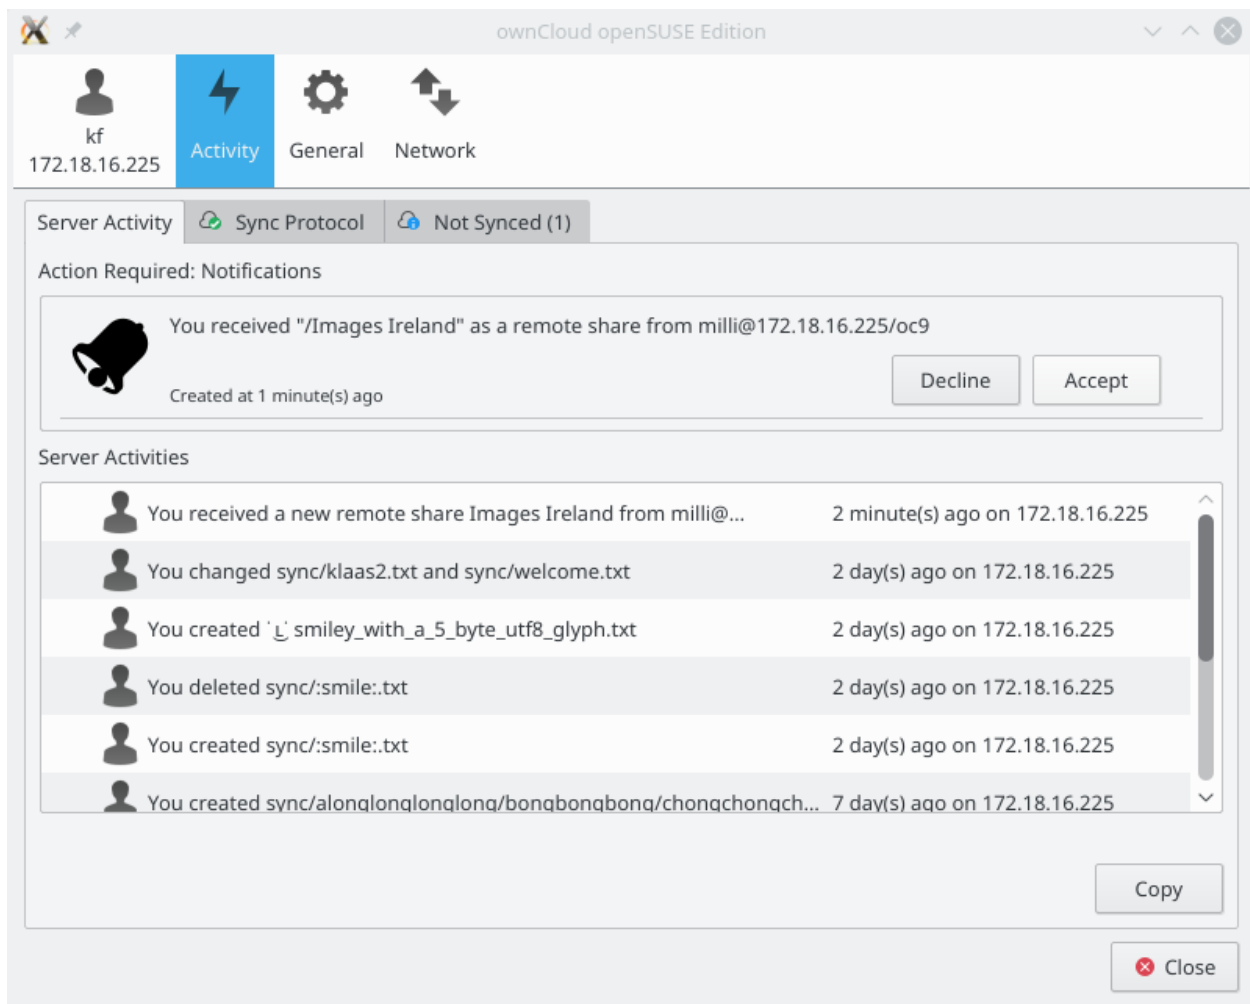 ownCloud openSUSE Edition
kf
172.18.16.225
Activity
General
Network
Server Activity
Sync Protocol
Not Synced (1)
Action Required: Notifications
You received "/Images Ireland" as a remote share from milli@172.18.16.225/oc9
Created at 1 minute(s) ago
Decline
Accept
Server Activities
You received a new remote share Images Ireland from milli@... 2 minute(s) ago on 172.18.16.225
You changed sync/klaas2.txt and sync/welcome.txt 2 day(s) ago on 172.18.16.225
You created ˙ ͜ʟ˙ smiley_with_a_5_byte_utf8_glyph.txt 2 day(s) ago on 172.18.16.225
You deleted sync/:smile:.txt 2 day(s) ago on 172.18.16.225
You created sync/:smile:.txt 2 day(s) ago on 172.18.16.225
You created sync/alonglonglonglong/bongbongbong/chongchongch... 7 day(s) ago on 172.18.16.225
Copy
Close